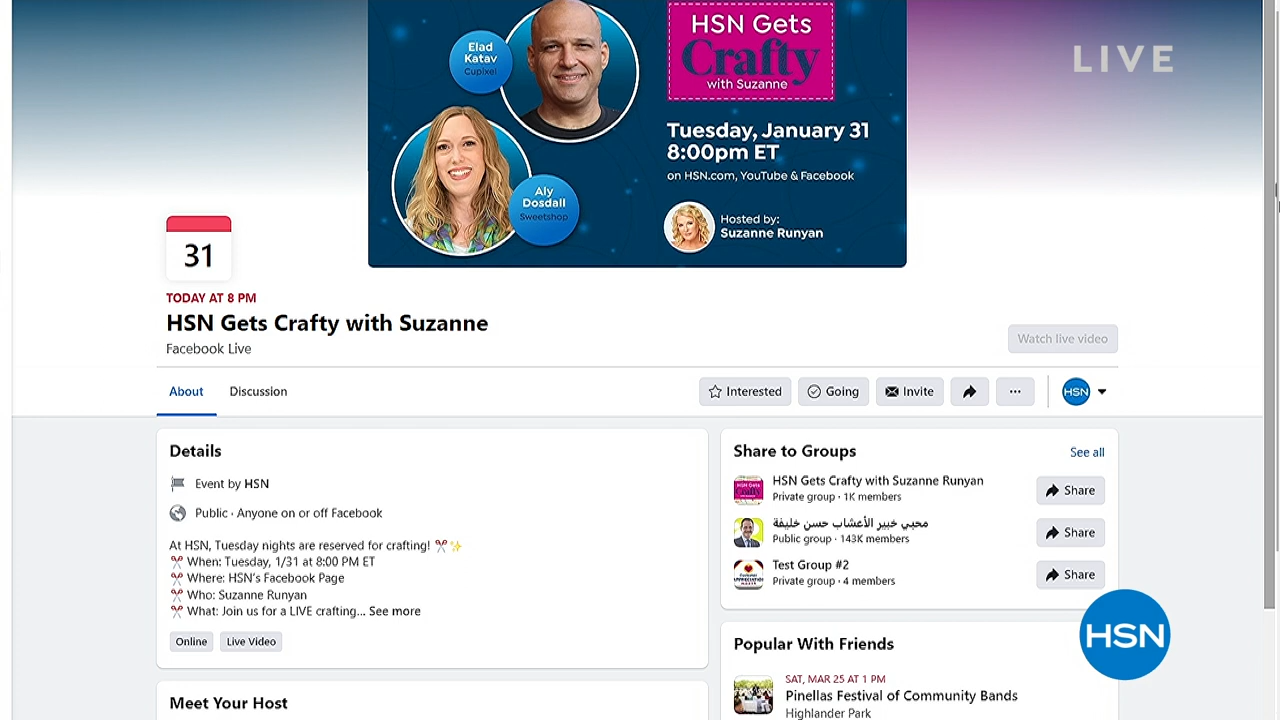 HSN Gets
Crafty
with Suzanne
LIVE
Elad
Katav
Cupixel
Tuesday, January 31
8:00pm ET
on HSN.com, YouTube & Facebook
Aly
Dosdall
Sweetshop
Hosted by:
Suzanne Runyan
31
TODAY AT 8 PM
HSN Gets Crafty with Suzanne
Facebook Live
Watch live video
About
Discussion
Interested
Going
Invite
HSN
Details
Event by HSN
Public · Anyone on or off Facebook
At HSN, Tuesday nights are reserved for crafting! ✂️✨
✂️ When: Tuesday, 1/31 at 8:00 PM ET
✂️ Where: HSN's Facebook Page
✂️ Who: Suzanne Runyan
✂️ What: Join us for a LIVE crafting... See more
Online
Live Video
Meet Your Host
Share to Groups
See all
HSN Gets Crafty with Suzanne Runyan
Private group · 1K members
Share
محبي خبير الأعشاب حسن خليفة
Public group · 143K members
Share
Test Group #2
Private group · 4 members
Share
HSN
Popular With Friends
SAT, MAR 25 AT 1 PM
Pinellas Festival of Community Bands
Highlander Park